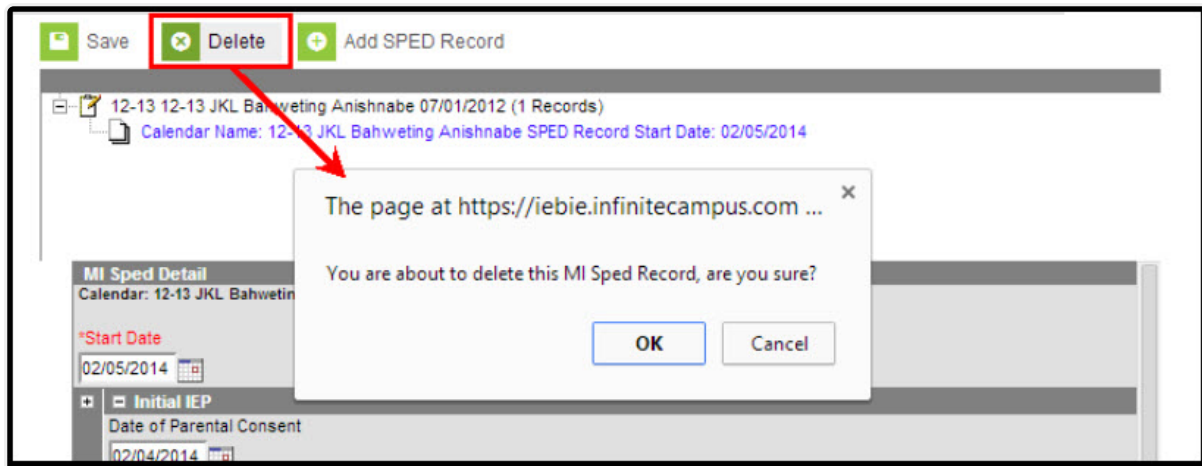 Save Delete Add SPED Record
12-13 12-13 JKL Bahweting Anishnabe 07/01/2012 (1 Records)
Calendar Name: 12-13 JKL Bahweting Anishnabe SPED Record Start Date: 02/05/2014
The page at https://iebie.infinitecampus.com ...
You are about to delete this MI Sped Record, are you sure?
OK Cancel
MI Sped Detail
Calendar: 12-13 JKL Bahwetin
*Start Date
02/05/2014
Initial IEP
Date of Parental Consent
02/04/2014